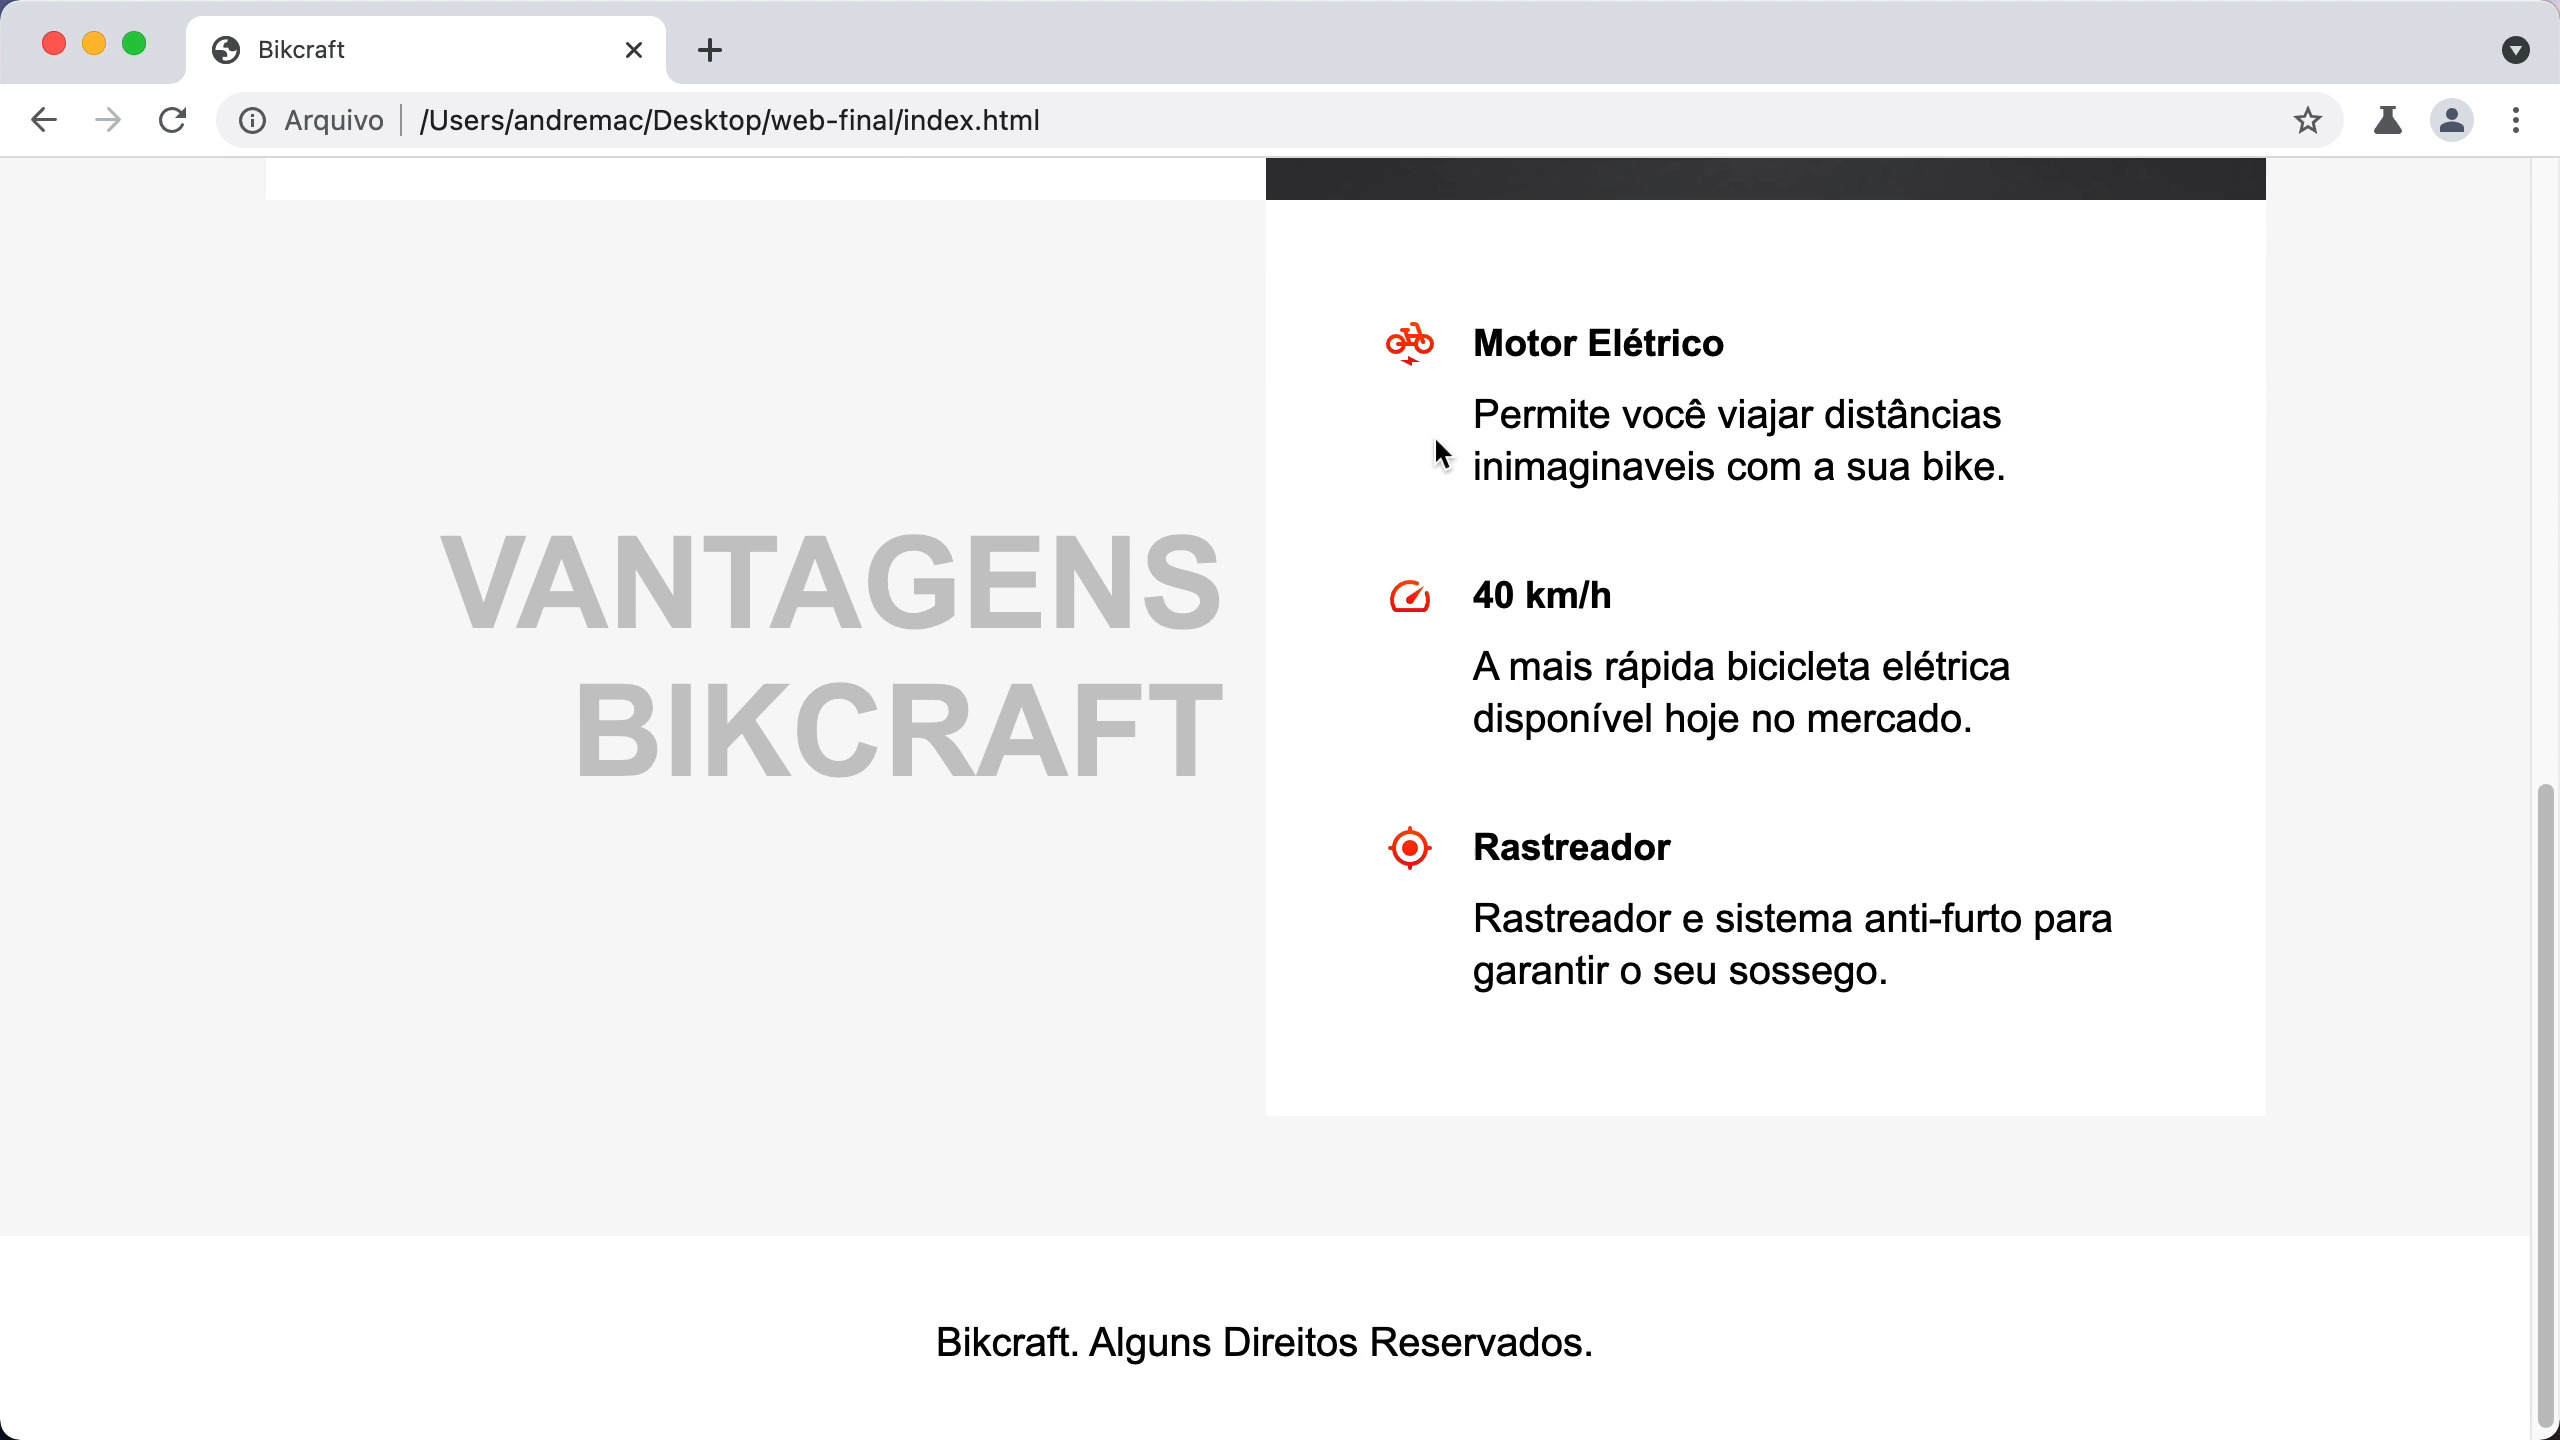 Bikcraft
Arquivo
/Users/andremac/Desktop/web-final/index.html
VANTAGENS
BIKCRAFT
Motor Elétrico
Permite você viajar distâncias
inimaginaveis com a sua bike.
40 km/h
A mais rápida bicicleta elétrica
disponível hoje no mercado.
Rastreador
Rastreador e sistema anti-furto para
garantir o seu sossego.
Bikcraft. Alguns Direitos Reservados.